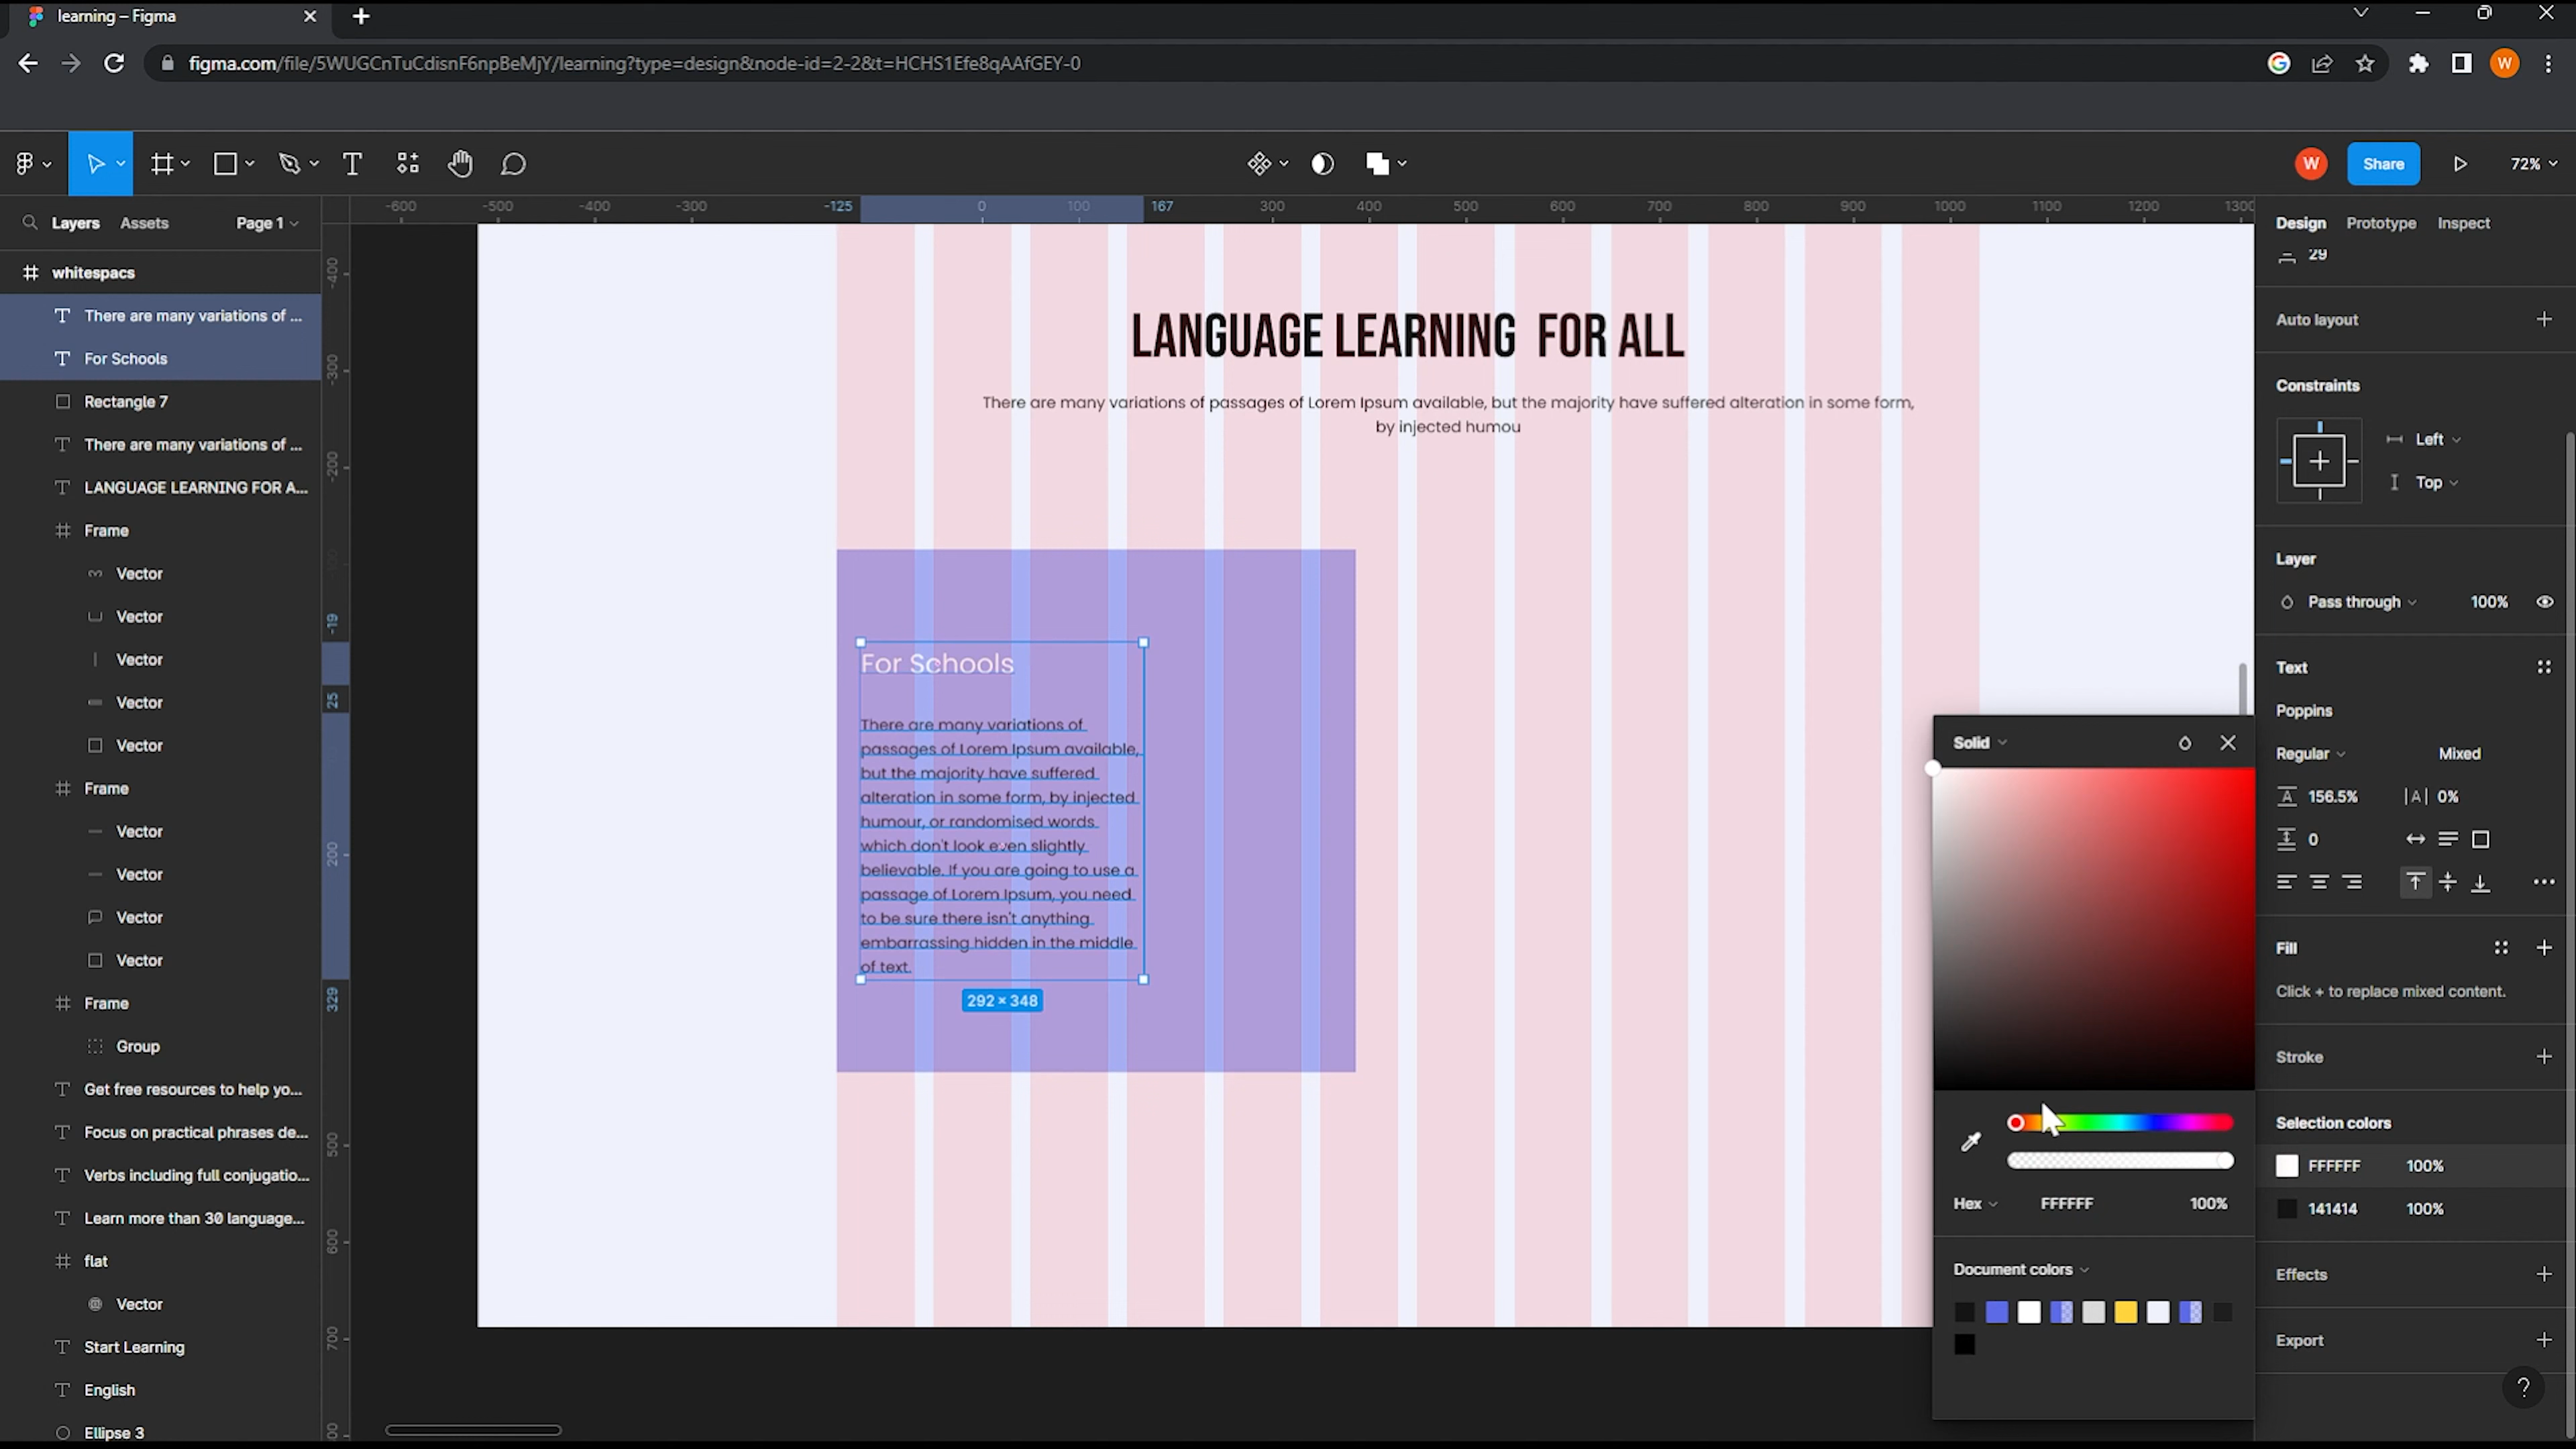 learning – Figma
figma.com/file/5WUGCnTuCdisnF6npBeMjY/learning?type=design&node-id=2-2&t=HCHS1Efe8qAAfGEY-0
W
W
Share
72%
Layers
Assets
Page 1
-600
-500
-400
-300
-125
0
100
167
300
400
500
600
700
800
900
1000
1100
1200
1300
Design
Prototype
Inspect
whitespacs
There are many variations of ...
For Schools
Rectangle 7
There are many variations of ...
LANGUAGE LEARNING FOR A...
Frame
Vector
Vector
Vector
Vector
Vector
Frame
Vector
Vector
Vector
Vector
Frame
Group
Get free resources to help yo...
Focus on practical phrases de...
Verbs including full conjugatio...
Learn more than 30 language...
flat
Vector
Start Learning
English
Ellipse 3
-400
-300
-200
-19
25
200
329
500
600
700
LANGUAGE LEARNING FOR ALL
There are many variations of passages of Lorem Ipsum available, but the majority have suffered alteration in some form,
by injected humou
For Schools
There are many variations of
passages of Lorem Ipsum available,
but the majority have suffered
alteration in some form, by injected
humour, or randomised words
which don't look even slightly
believable. If you are going to use a
passage of Lorem Ipsum, you need
to be sure there isn't anything
embarrassing hidden in the middle
of text.
292 × 348
Solid
Hex
FFFFFF
100%
Document colors
29
Auto layout
Constraints
Left
Top
Layer
Pass through
100%
Text
Poppins
Regular
Mixed
156.5%
0%
0
Fill
Click + to replace mixed content.
Stroke
Selection colors
FFFFFF
100%
141414
100%
Effects
Export
?